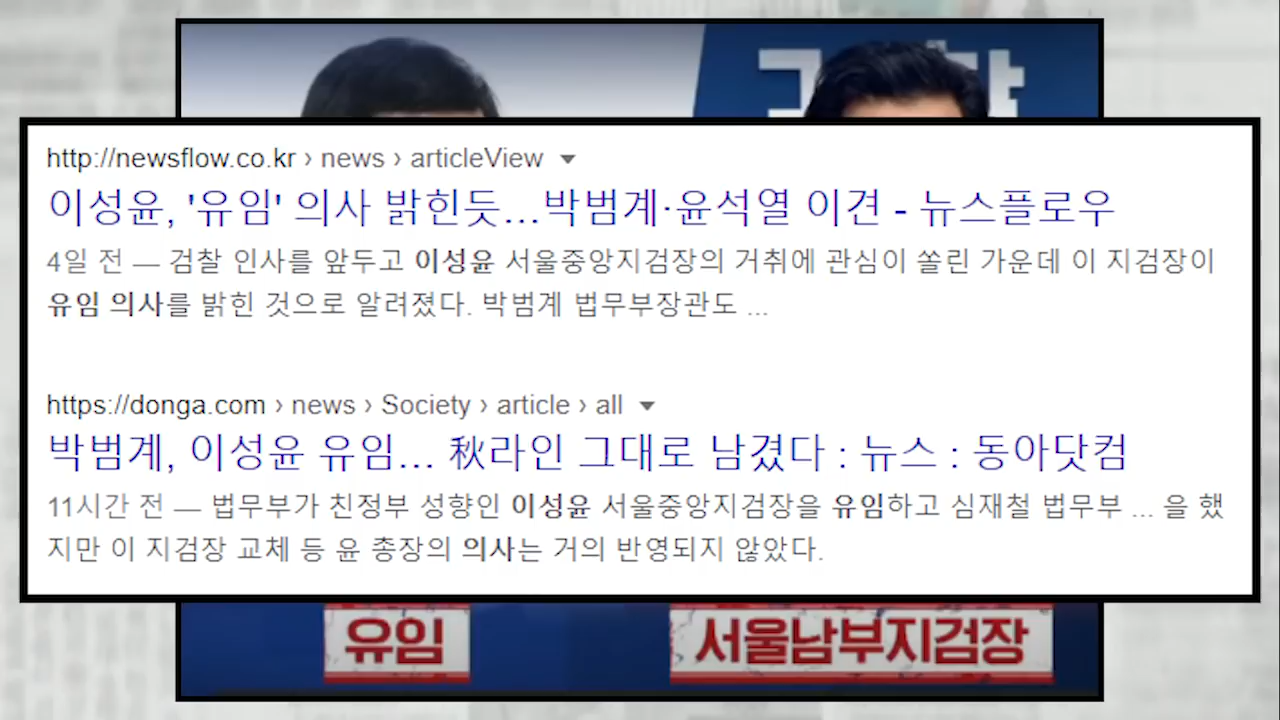 http://newsflow.co.kr › news › articleView
이성윤, '유임' 의사 밝힌듯...박범계·윤석열 이견 - 뉴스플로우
4일 전 — 검찰 인사를 앞두고 이성윤 서울중앙지검장의 거취에 관심이 쏠린 가운데 이 지검장이
유임 의사를 밝힌 것으로 알려졌다. 박범계 법무부장관도 ...
https://donga.com › news › Society › article › all
박범계, 이성윤 유임... 秋라인 그대로 남겼다 : 뉴스 : 동아닷컴
11시간 전 — 법무부가 친정부 성향인 이성윤 서울중앙지검장을 유임하고 심재철 법무부 ... 을 했
지만 이 지검장 교체 등 윤 총장의 의사는 거의 반영되지 않았다.
유임
서울남부지검장